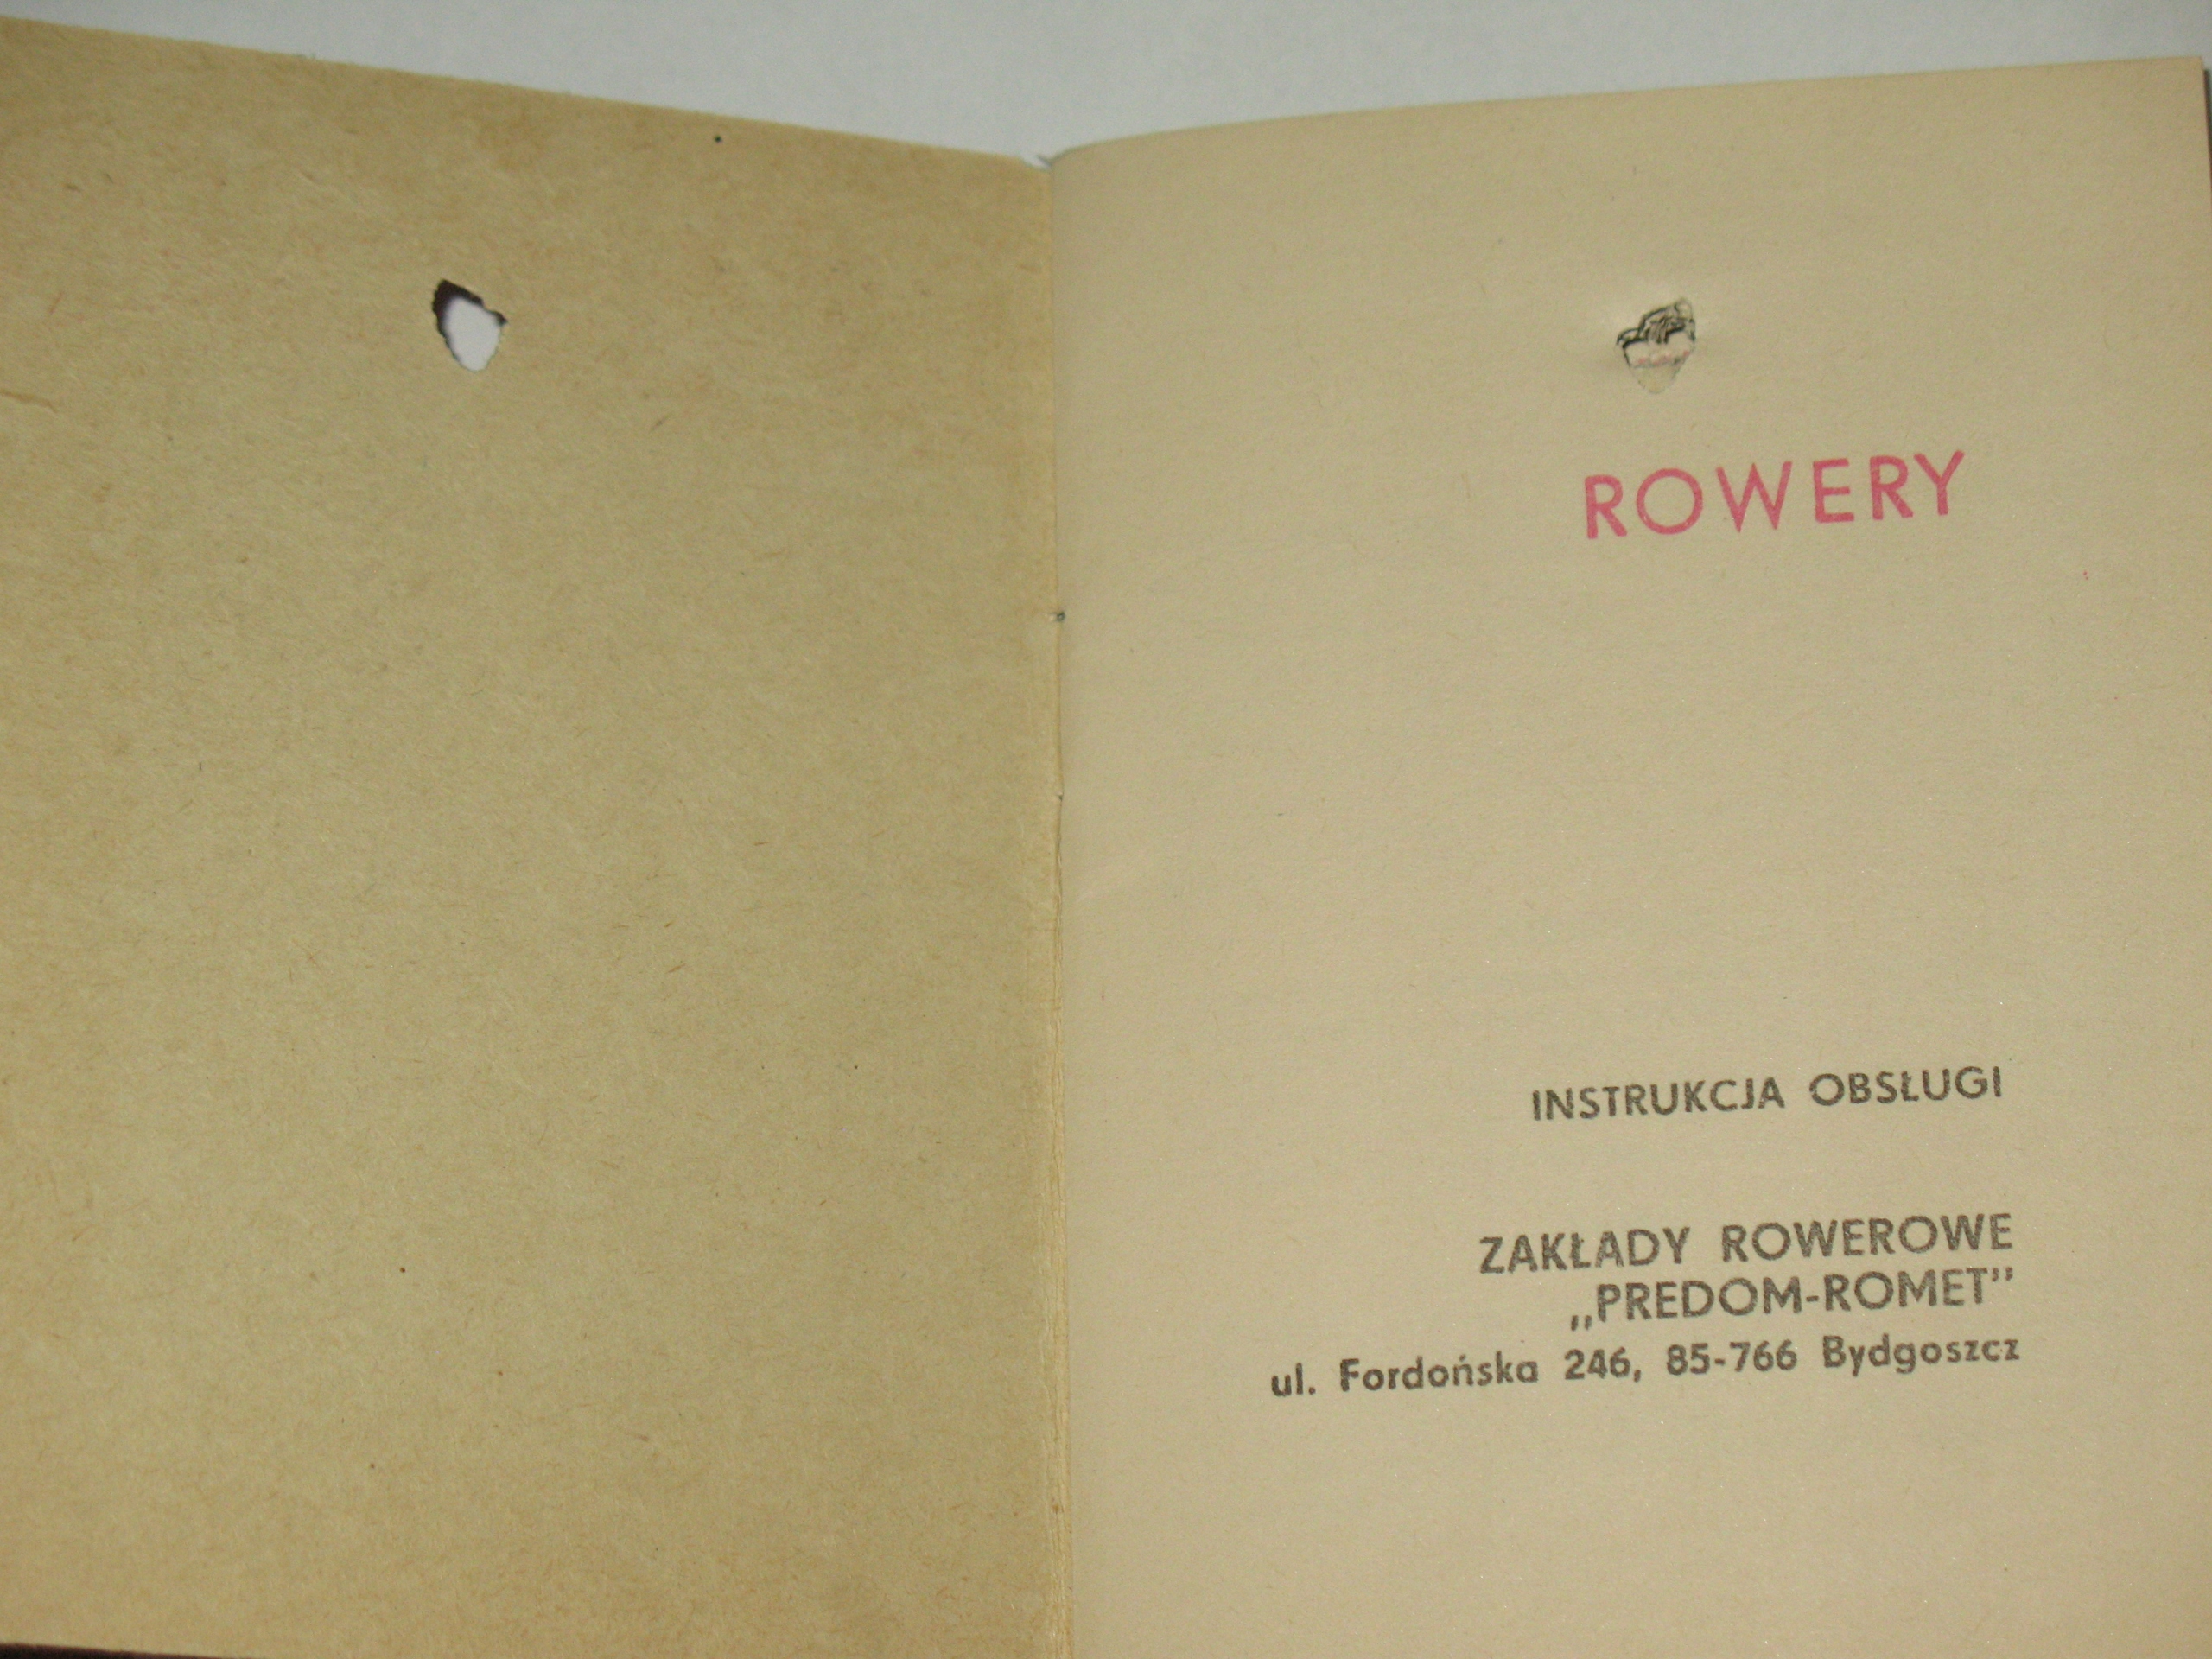 ROWERY
INSTRUKCJA OBSŁUGI
ZAKŁADY ROWEROWE
„PREDOM-ROMET”
ul. Fordońska 246, 85-766 Bydgoszcz